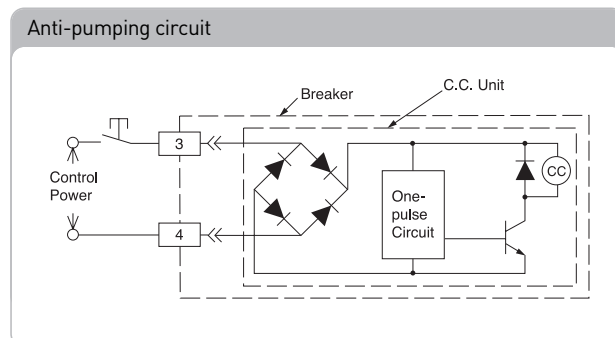 Anti-pumping circuit
Breaker
C.C. Unit
3
Control
Power
4
One-
pulse
Circuit
CC